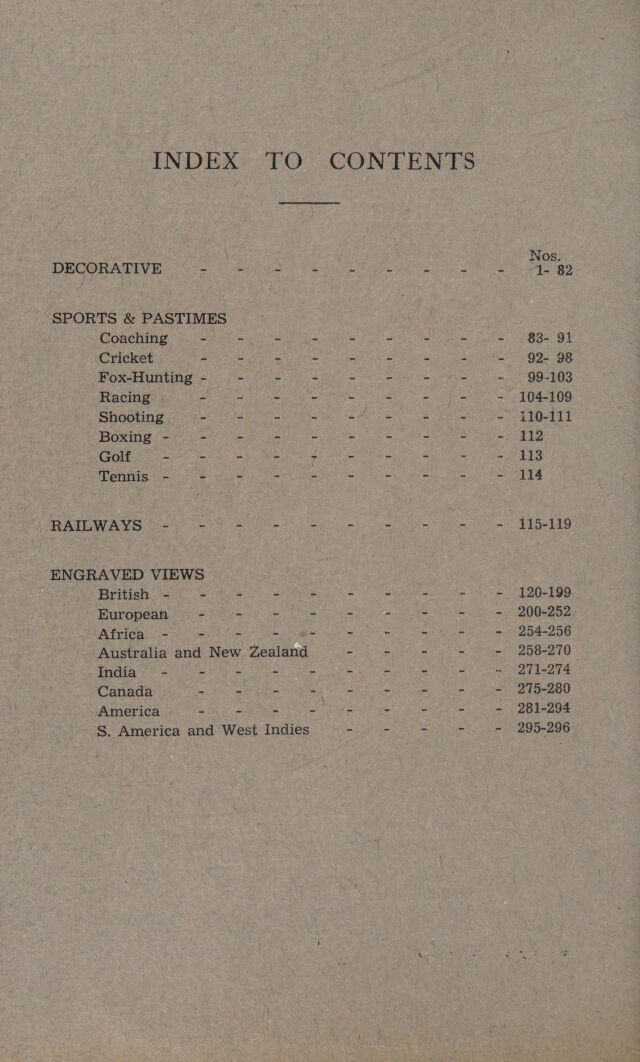 INDEX TO CONTENTS
Nos.
DECORATIVE - - - - - - - - - 1- 82
SPORTS & PASTIMES
Coaching - - - - - - - - - 83- 91
Cricket - - - - - - - - - 92- 98
Fox-Hunting - - - - - - - - - 99-103
Racing - - - - - - - - - 104-109
Shooting - - - - - - - - - 110-111
Boxing - - - - - - - - - - 112
Golf - - - - - - - - - - 113
Tennis - - - - - - - - - - 114
RAILWAYS - - - - - - - - - - 115-119
ENGRAVED VIEWS
British - - - - - - - - - - 120-199
European - - - - - - - - - 200-252
Africa - - - - - - - - - - 254-256
Australia and New Zealand - - - - - 258-270
India - - - - - - - - - - 271-274
Canada - - - - - - - - - 275-280
America - - - - - - - - - 281-294
S. America and West Indies - - - - - 295-296